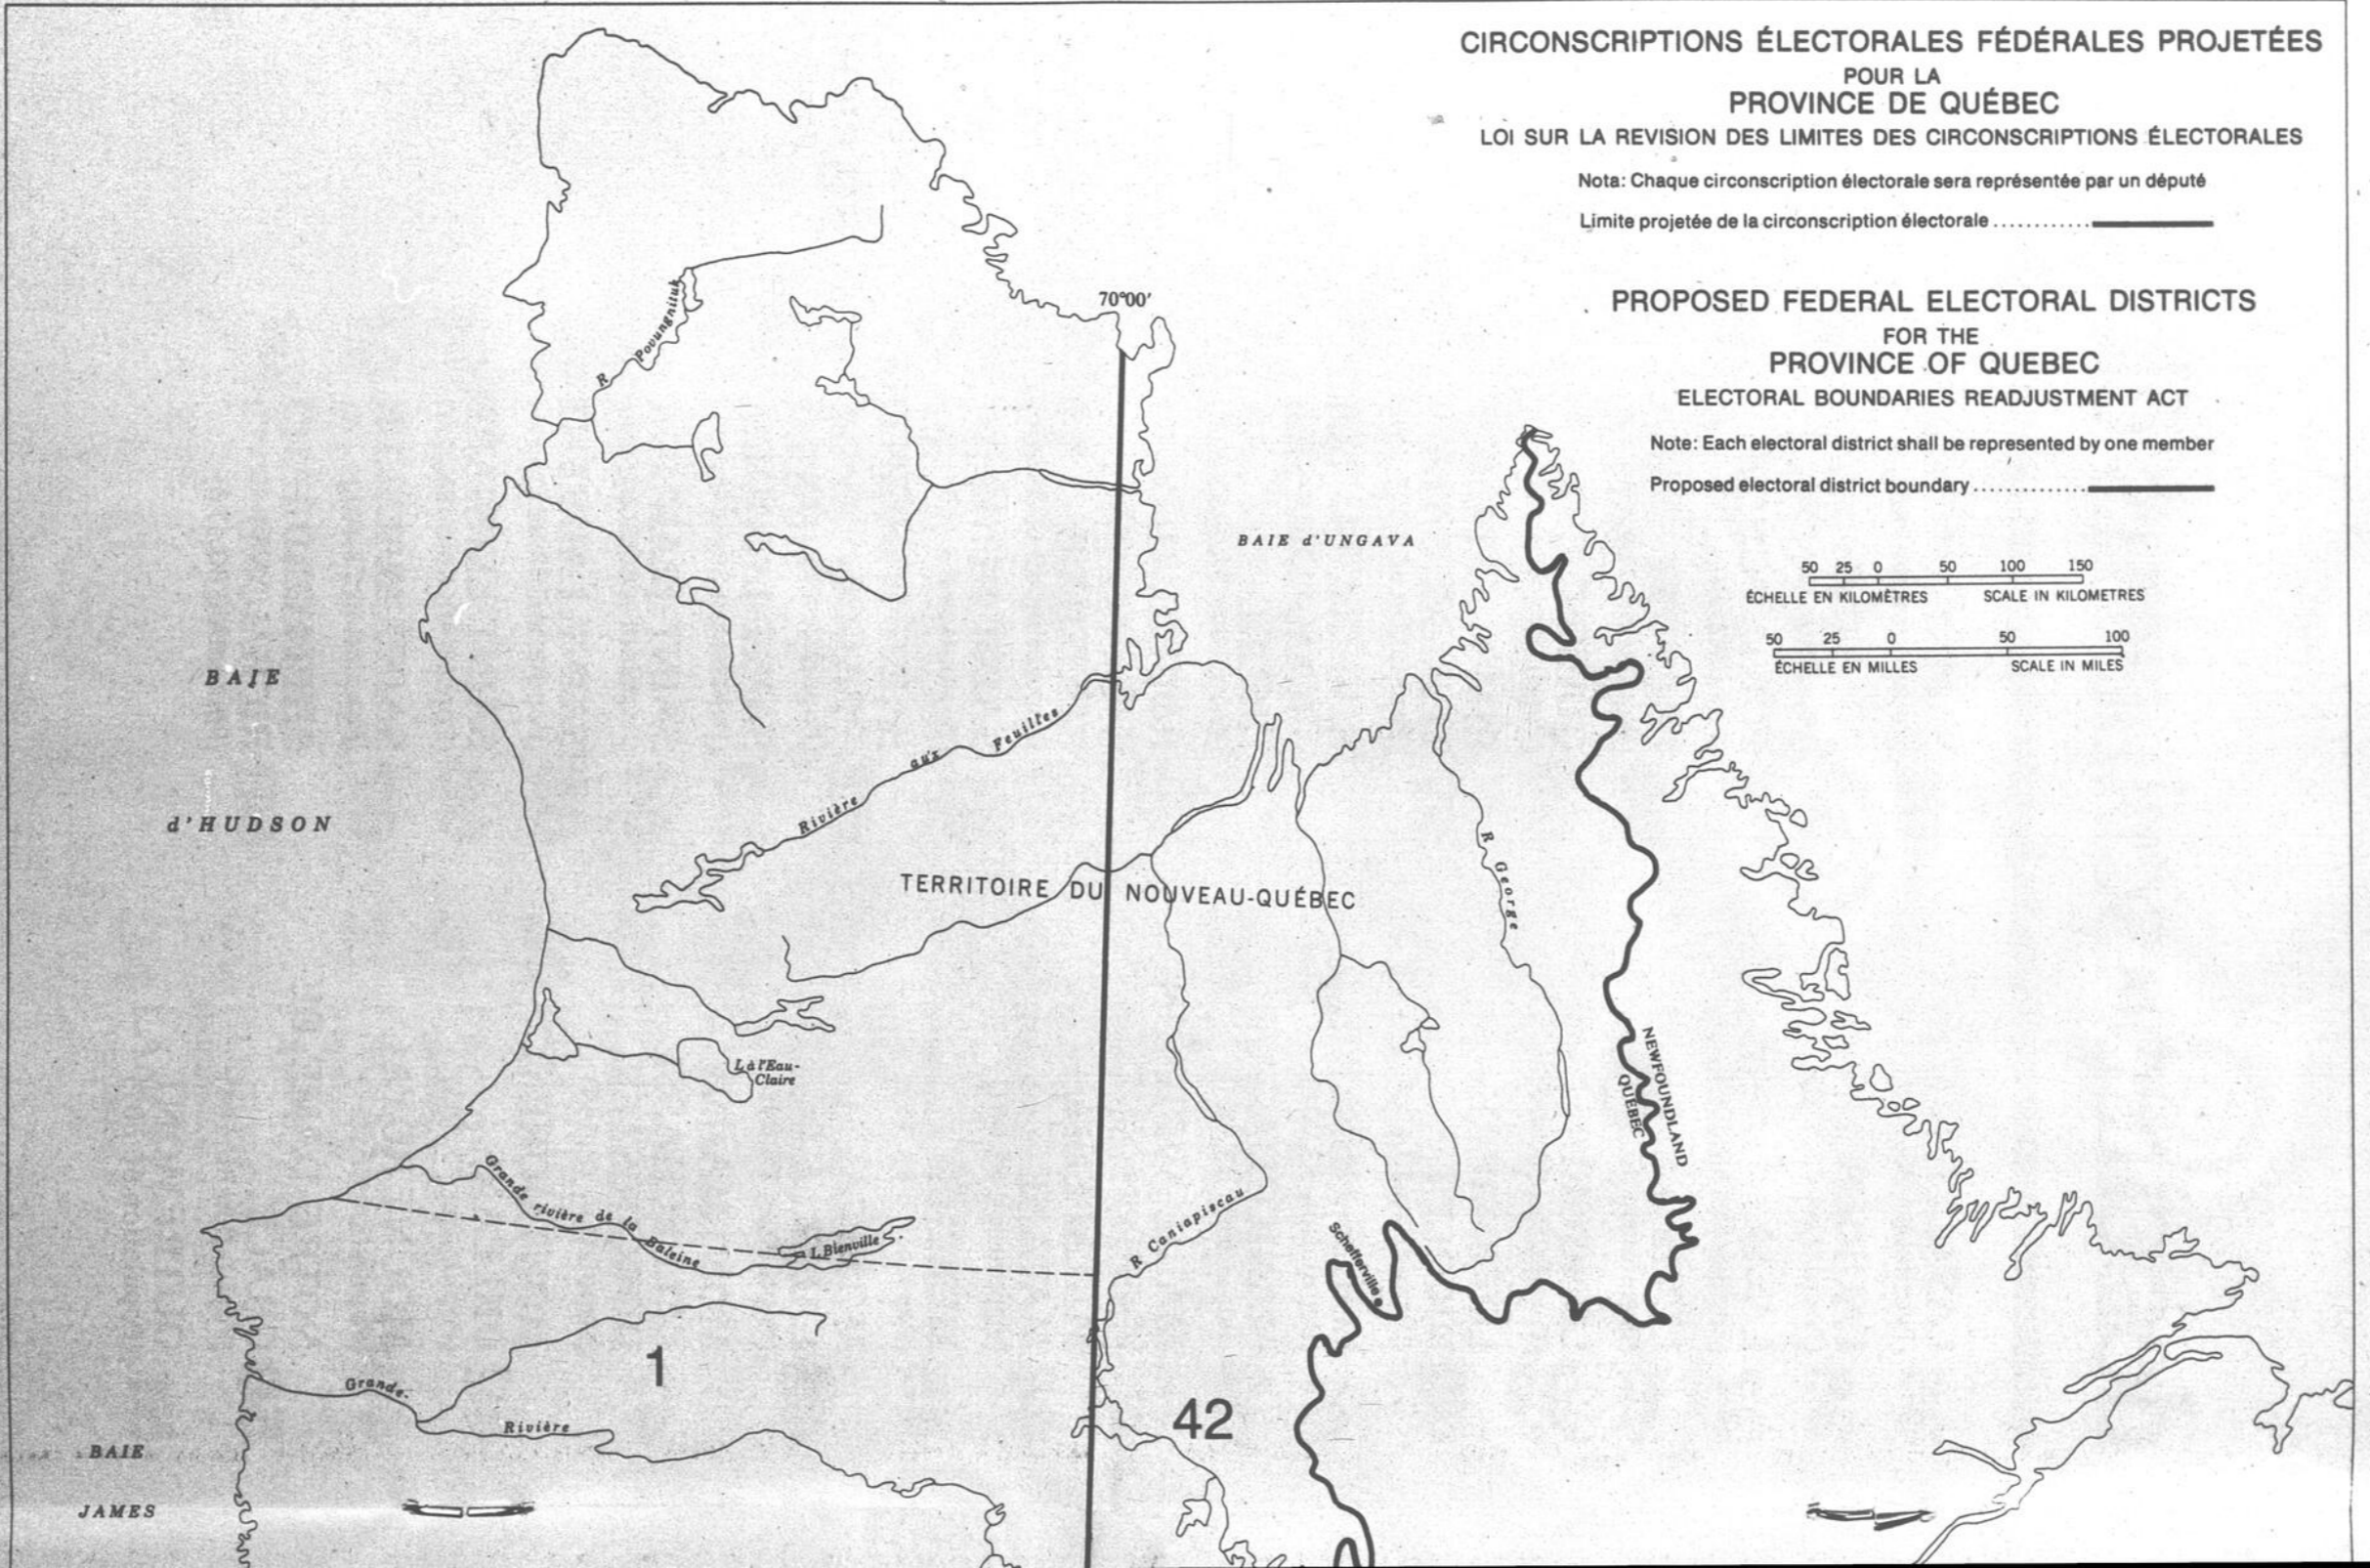 CIRCONSCRIPTIONS ÉLECTORALES FÉDÉRALES PROJETÉES
POUR LA
PROVINCE DE QUÉBEC
LOI SUR LA REVISION DES LIMITES DES CIRCONSCRIPTIONS ÉLECTORALES
Nota: Chaque circonscription électorale sera représentée par un député
Limite projetée de la circonscription électorale ............
PROPOSED FEDERAL ELECTORAL DISTRICTS
FOR THE
PROVINCE OF QUEBEC
ELECTORAL BOUNDARIES READJUSTMENT ACT
Note: Each electoral district shall be represented by one member
Proposed electoral district boundary .............
50 25 0 50 100 150
ÉCHELLE EN KILOMÈTRES SCALE IN KILOMETRES
50 25 0 50 100
ÉCHELLE EN MILLES SCALE IN MILES
70°00'
R Povungnituk
BAIE d'UNGAVA
BAIE
d'HUDSON
Rivière aux Feuilles
R George
TERRITOIRE DU NOUVEAU-QUÉBEC
L à l'Eau-
Claire
NEWFOUNDLAND
QUÉBEC
Grande rivière de la Baleine
L Bienville
R Caniapiscau
Schefferville
1
Grande
Rivière
42
BAIE
JAMES